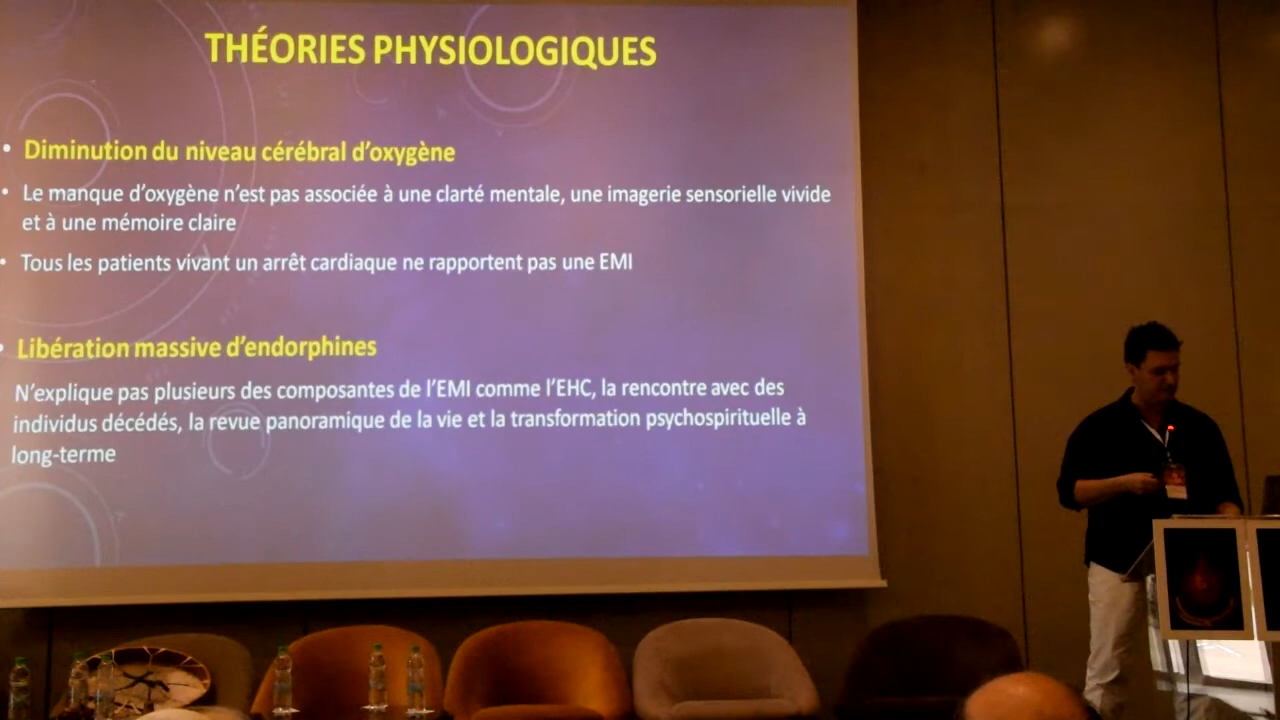 THÉORIES PHYSIOLOGIQUES
• Diminution du niveau cérébral d'oxygène
• Le manque d'oxygène n'est pas associée à une clarté mentale, une imagerie sensorielle vivide
et à une mémoire claire
• Tous les patients vivant un arrêt cardiaque ne rapportent pas une EMI
• Libération massive d'endorphines
N'explique pas plusieurs des composantes de l'EMI comme l'EHC, la rencontre avec des
individus décédés, la revue panoramique de la vie et la transformation psychospirituelle à
long-terme